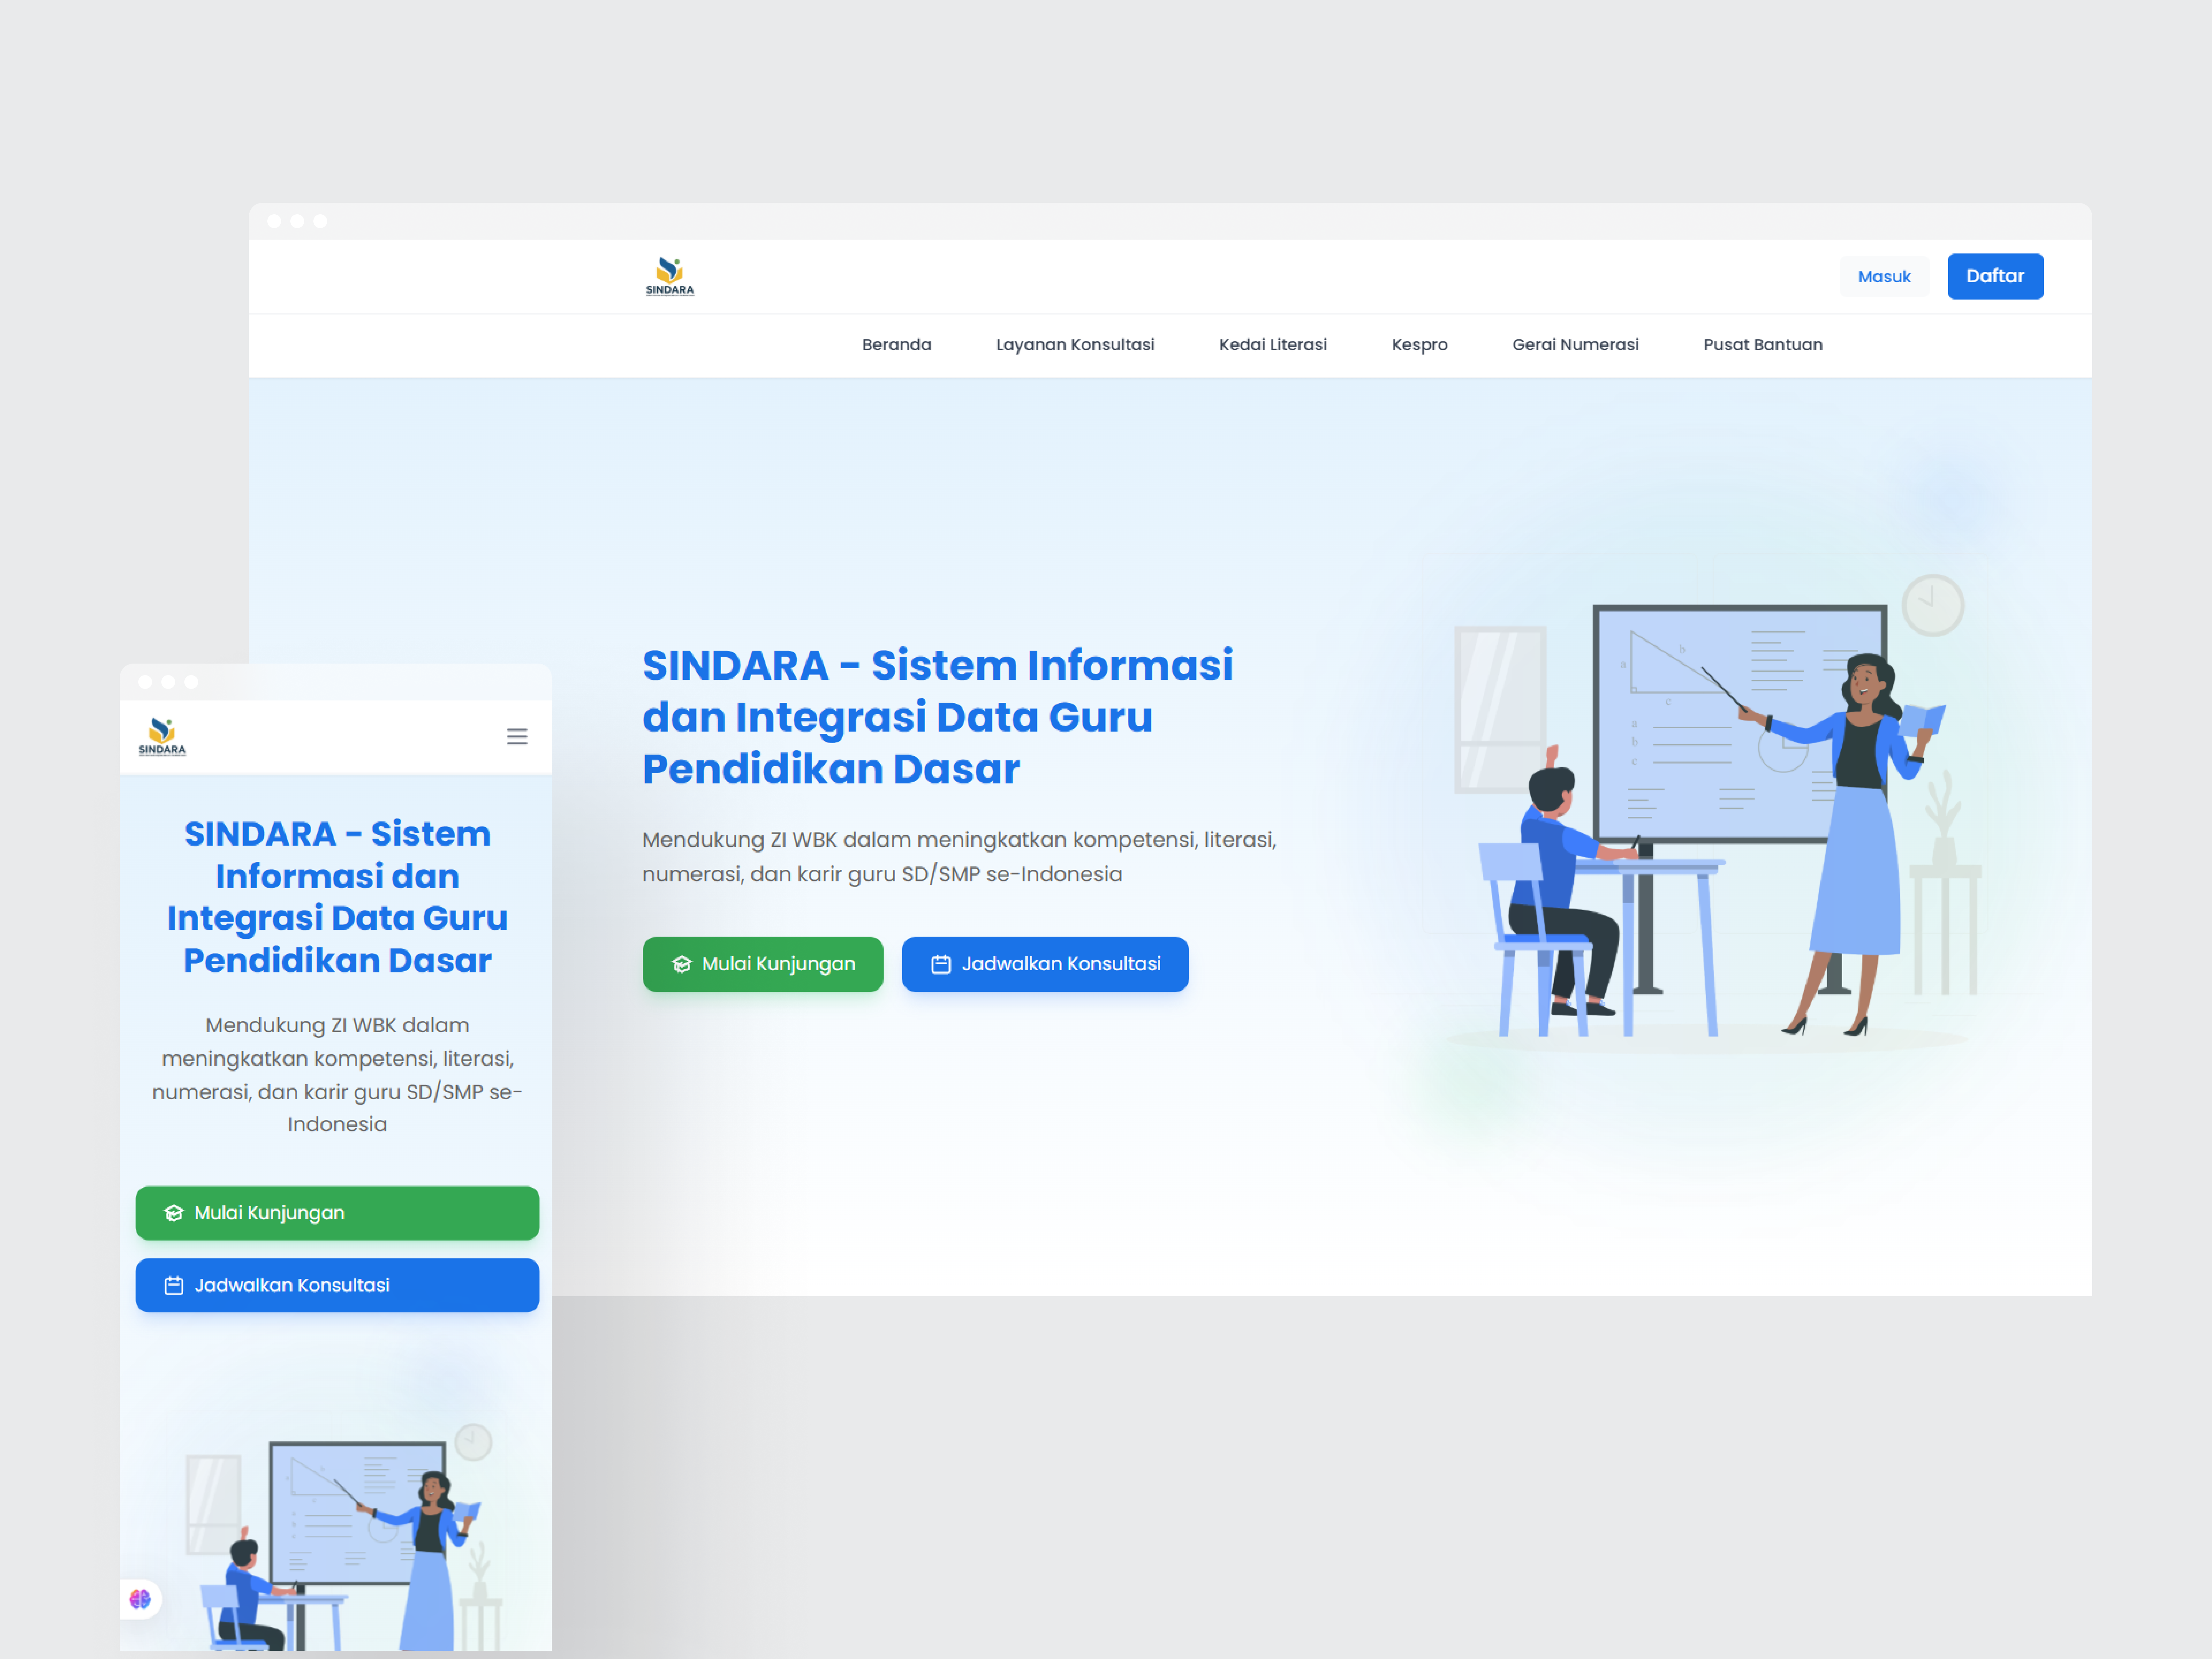 SINDARA
Masuk
Daftar
Beranda
Layanan Konsultasi
Kedai Literasi
Kespro
Gerai Numerasi
Pusat Bantuan
SINDARA - Sistem Informasi
dan Integrasi Data Guru
Pendidikan Dasar
Mendukung ZI WBK dalam meningkatkan kompetensi, literasi,
numerasi, dan karir guru SD/SMP se-Indonesia
Mulai Kunjungan
Jadwalkan Konsultasi
a
b
c
a
b
c
SINDARA
SINDARA - Sistem
Informasi dan
Integrasi Data Guru
Pendidikan Dasar
Mendukung ZI WBK dalam
meningkatkan kompetensi, literasi,
numerasi, dan karir guru SD/SMP se-
Indonesia
Mulai Kunjungan
Jadwalkan Konsultasi